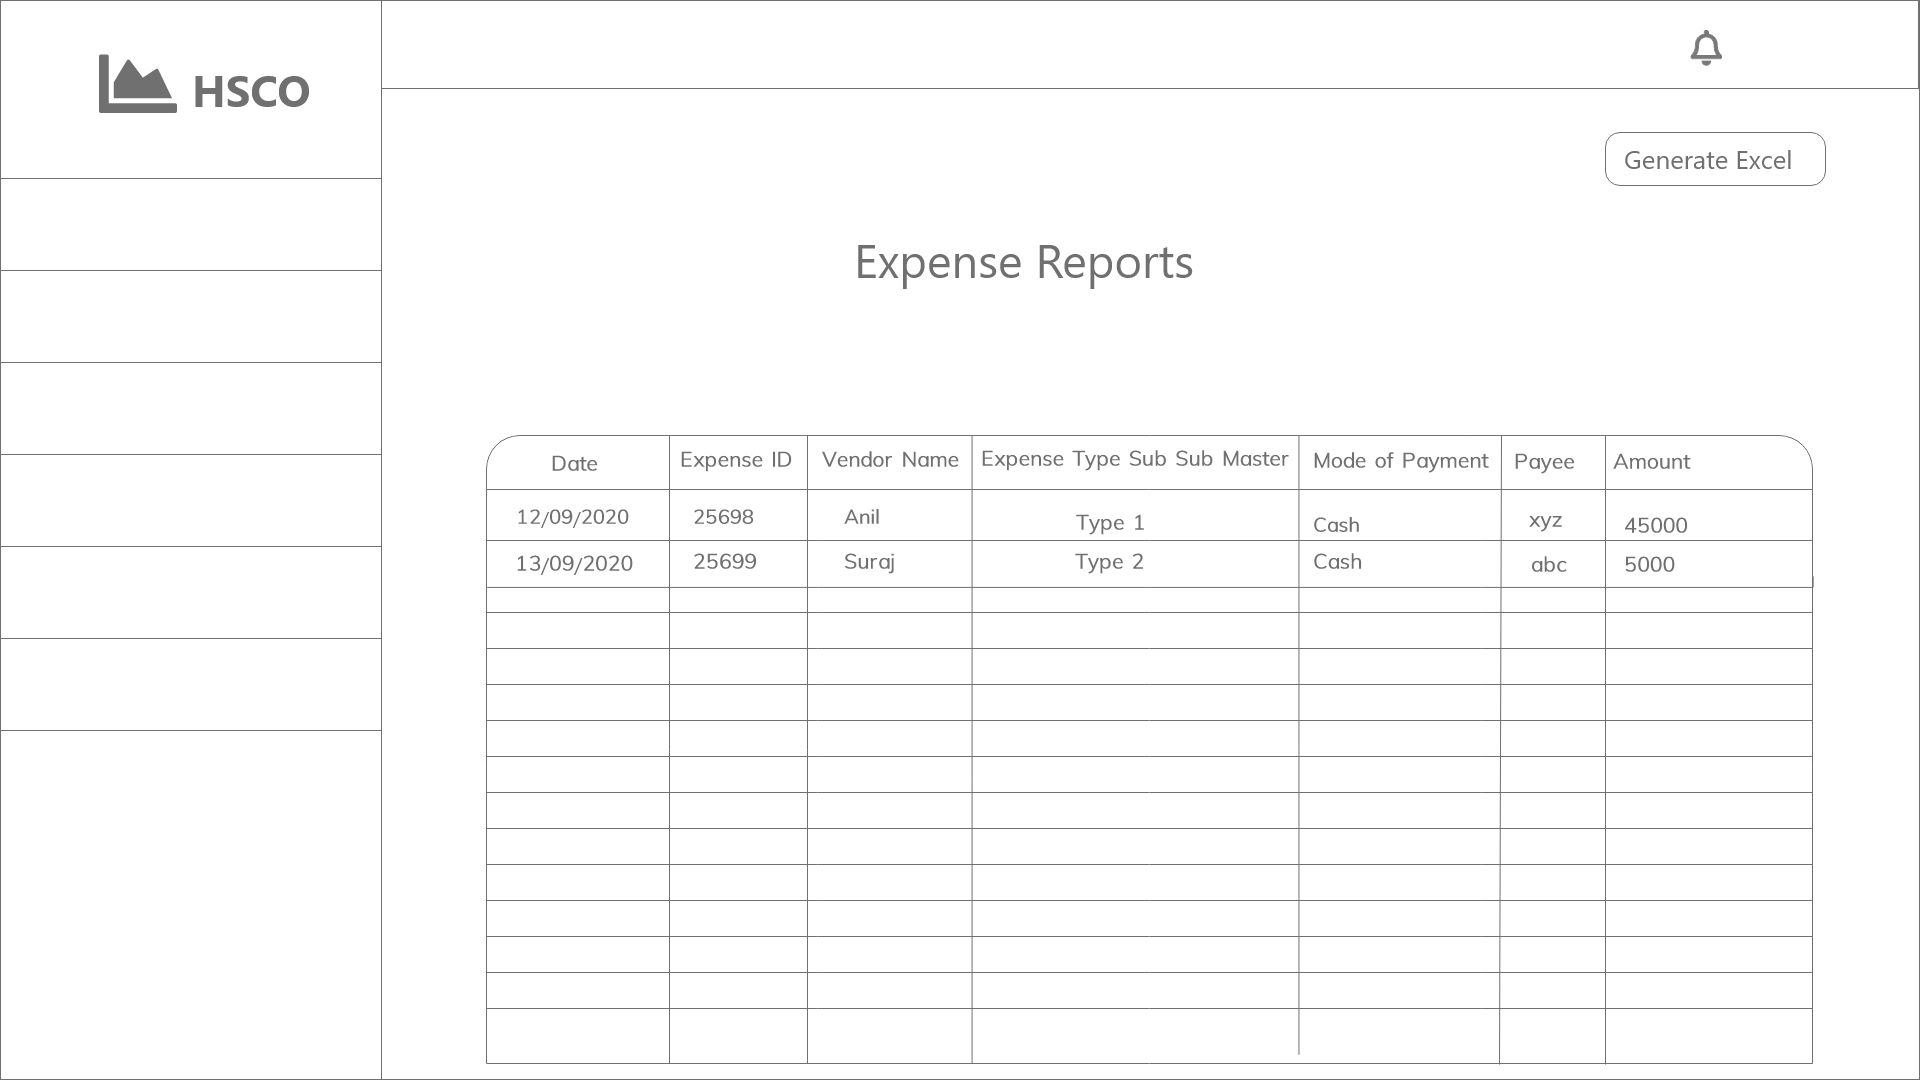 HSCO
Generate Excel
Expense Reports
Date Expense ID Vendor Name Expense Type Sub Sub Master Mode of Payment Payee Amount
12/09/2020 25698 Anil Type 1 Cash xyz 45000
13/09/2020 25699 Suraj Type 2 Cash abc 5000